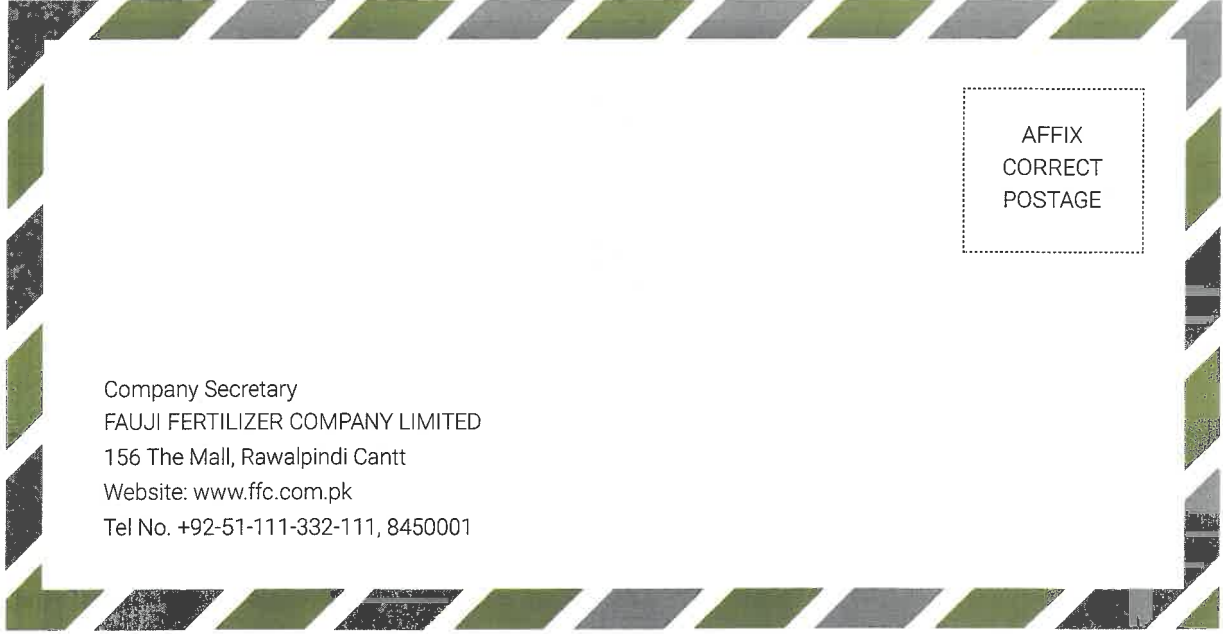 AFFIX
CORRECT
POSTAGE
Company Secretary
FAUJI FERTILIZER COMPANY LIMITED
156 The Mall, Rawalpindi Cantt
Website: www.ffc.com.pk
Tel No. +92-51-111-332-111, 8450001